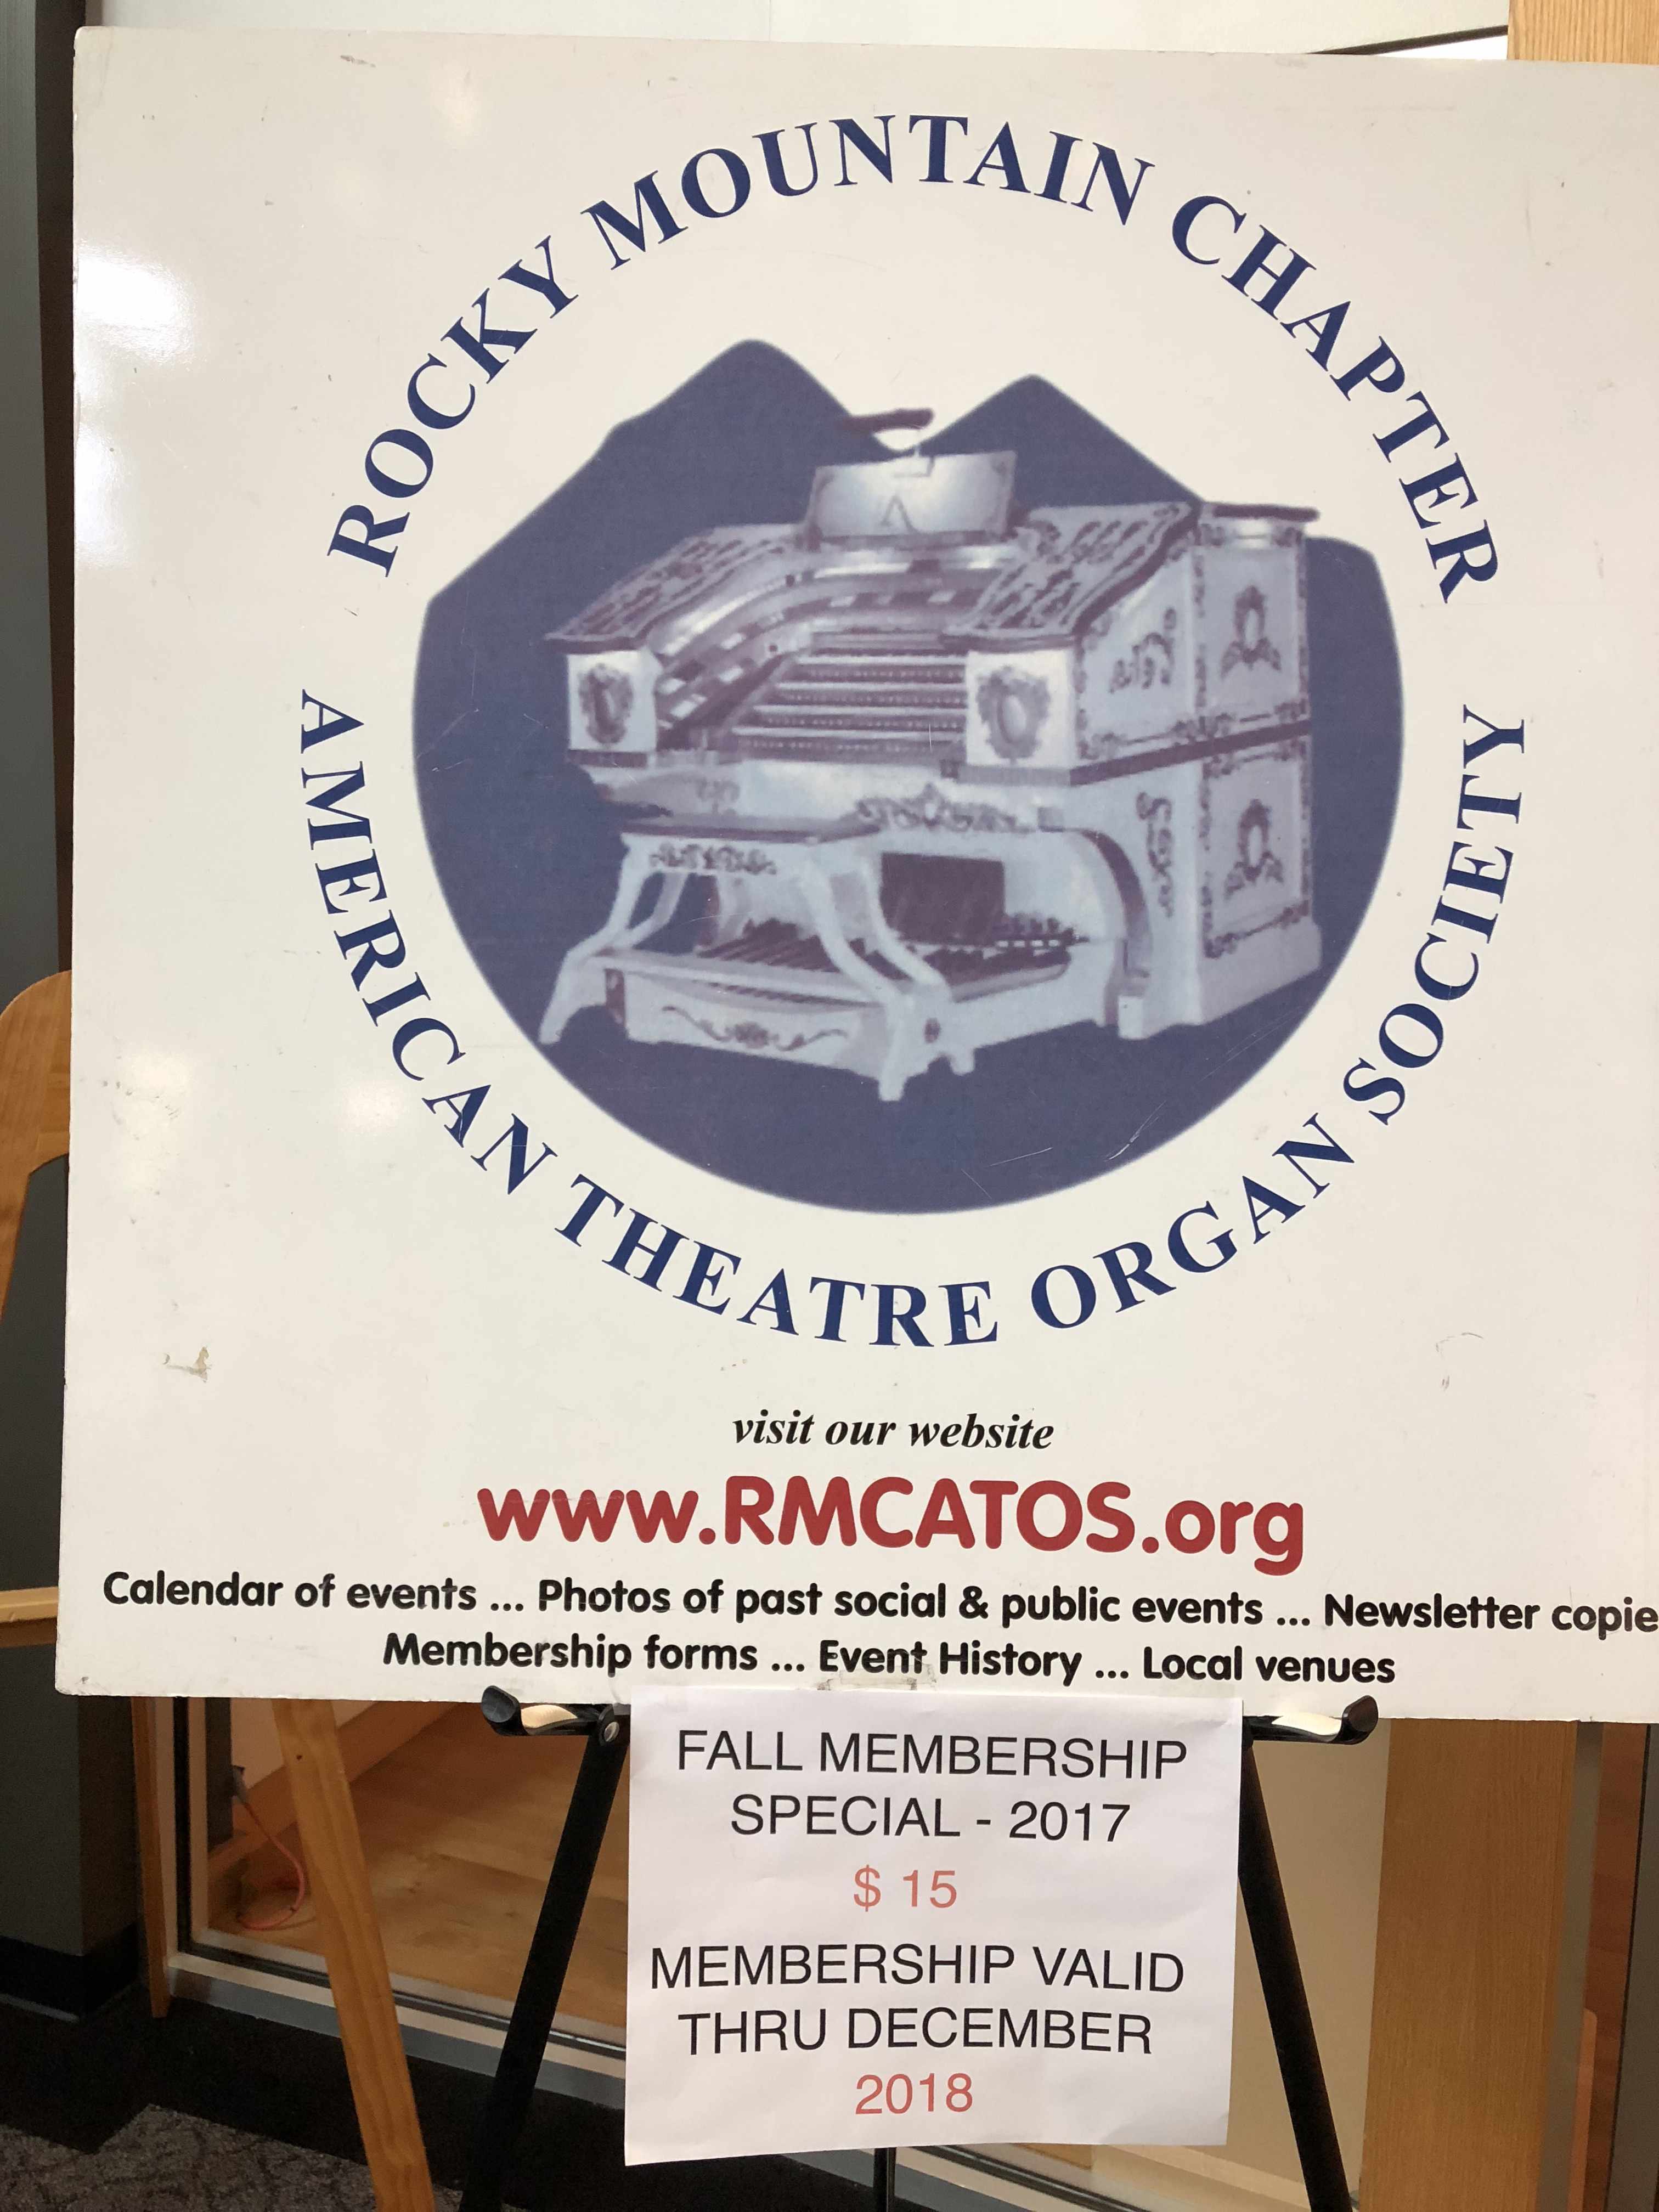 ROCKY MOUNTAIN CHAPTER
AMERICAN THEATRE ORGAN SOCIETY
visit our website
www.RMCATOS.org
Calendar of events ... Photos of past social & public events ... Newsletter copie
Membership forms ... Event History ... Local venues
FALL MEMBERSHIP
SPECIAL - 2017
$ 15
MEMBERSHIP VALID
THRU DECEMBER
2018